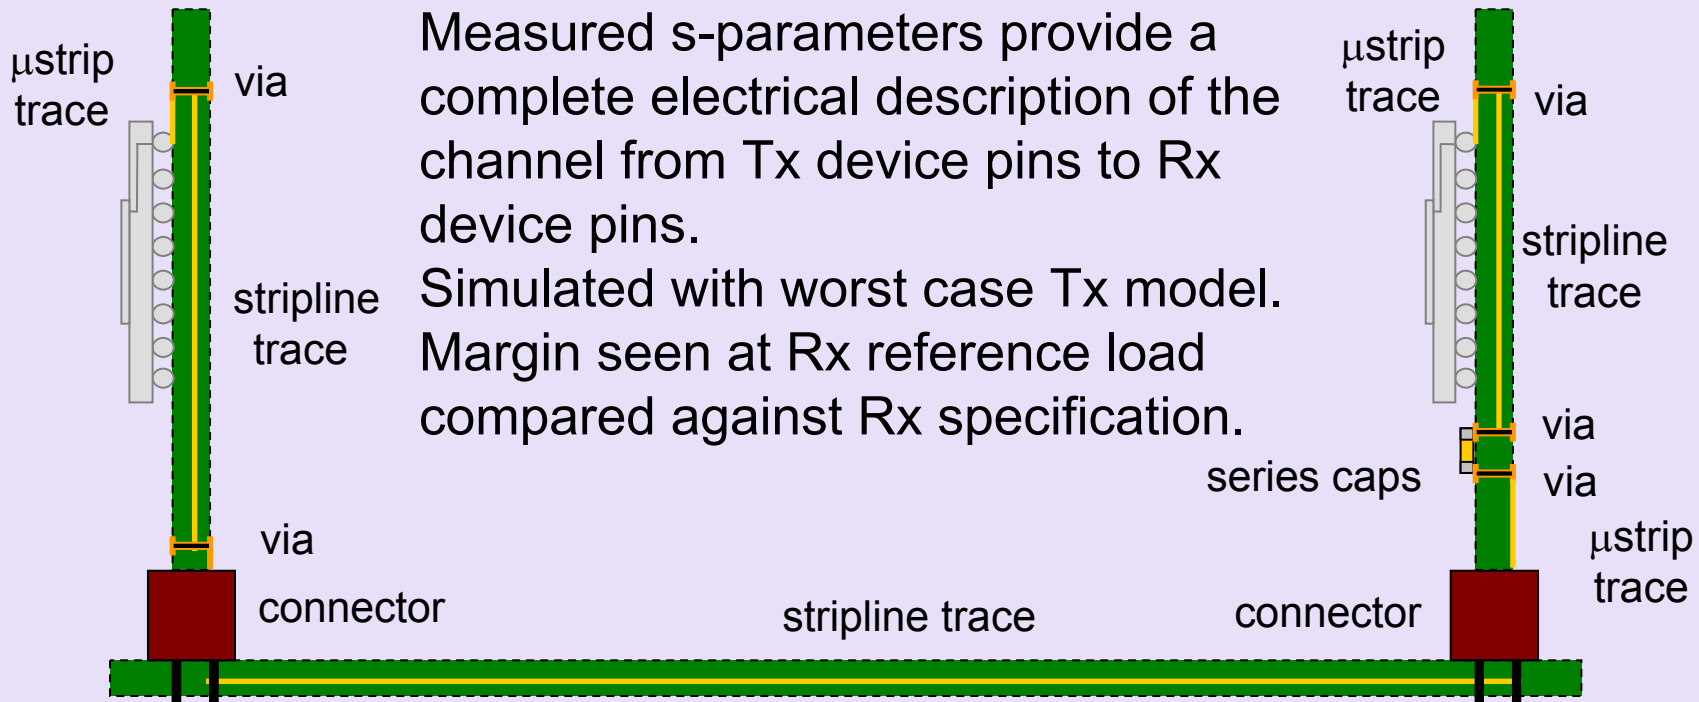 Measured s-parameters provide a
complete electrical description of the
channel from Tx device pins to Rx
device pins.
Simulated with worst case Tx model.
Margin seen at Rx reference load
compared against Rx specification.
μstrip
trace
via
stripline
trace
via
connector
stripline trace
μstrip
trace
via
stripline
trace
via
series caps
via
μstrip
trace
connector